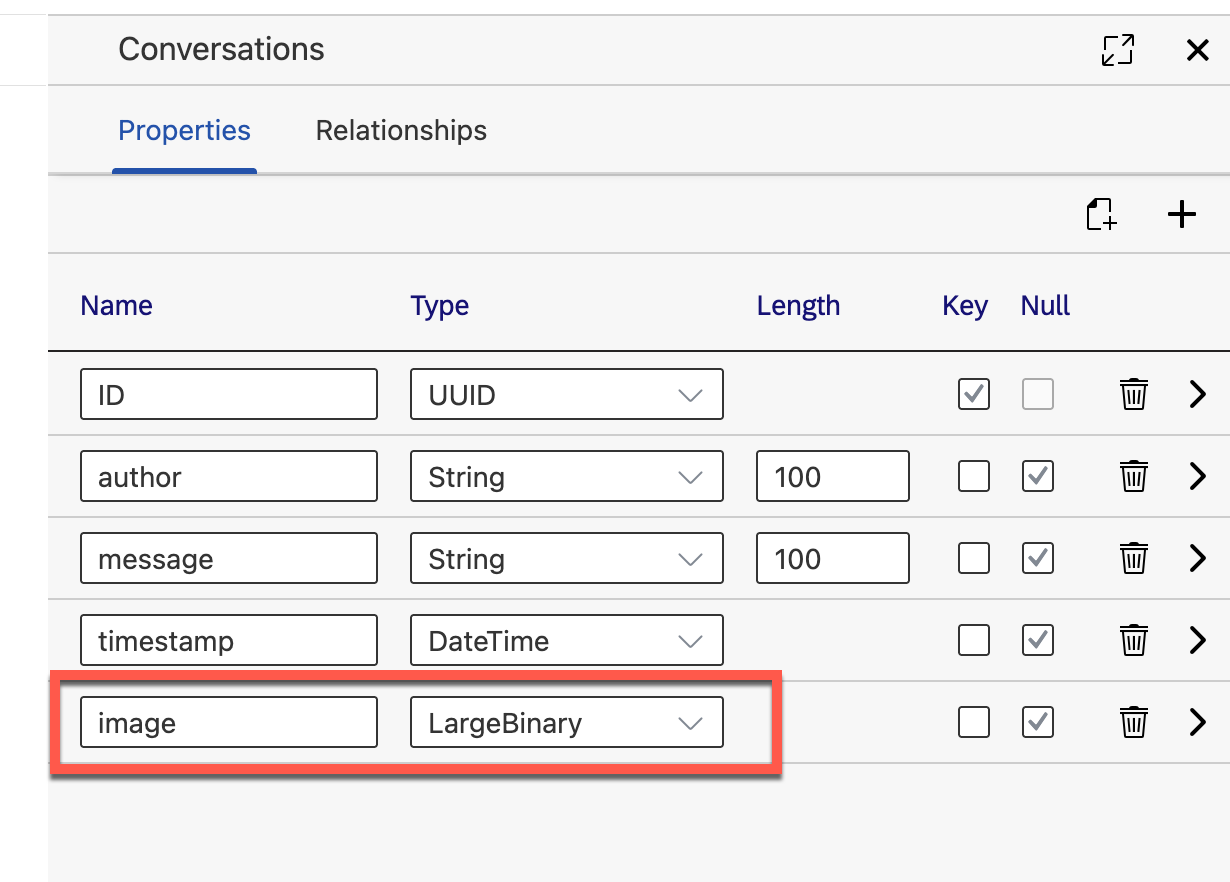 Conversations
Properties Relationships
Name Type Length Key Null
ID UUID
author String 100
message String 100
timestamp DateTime
image LargeBinary